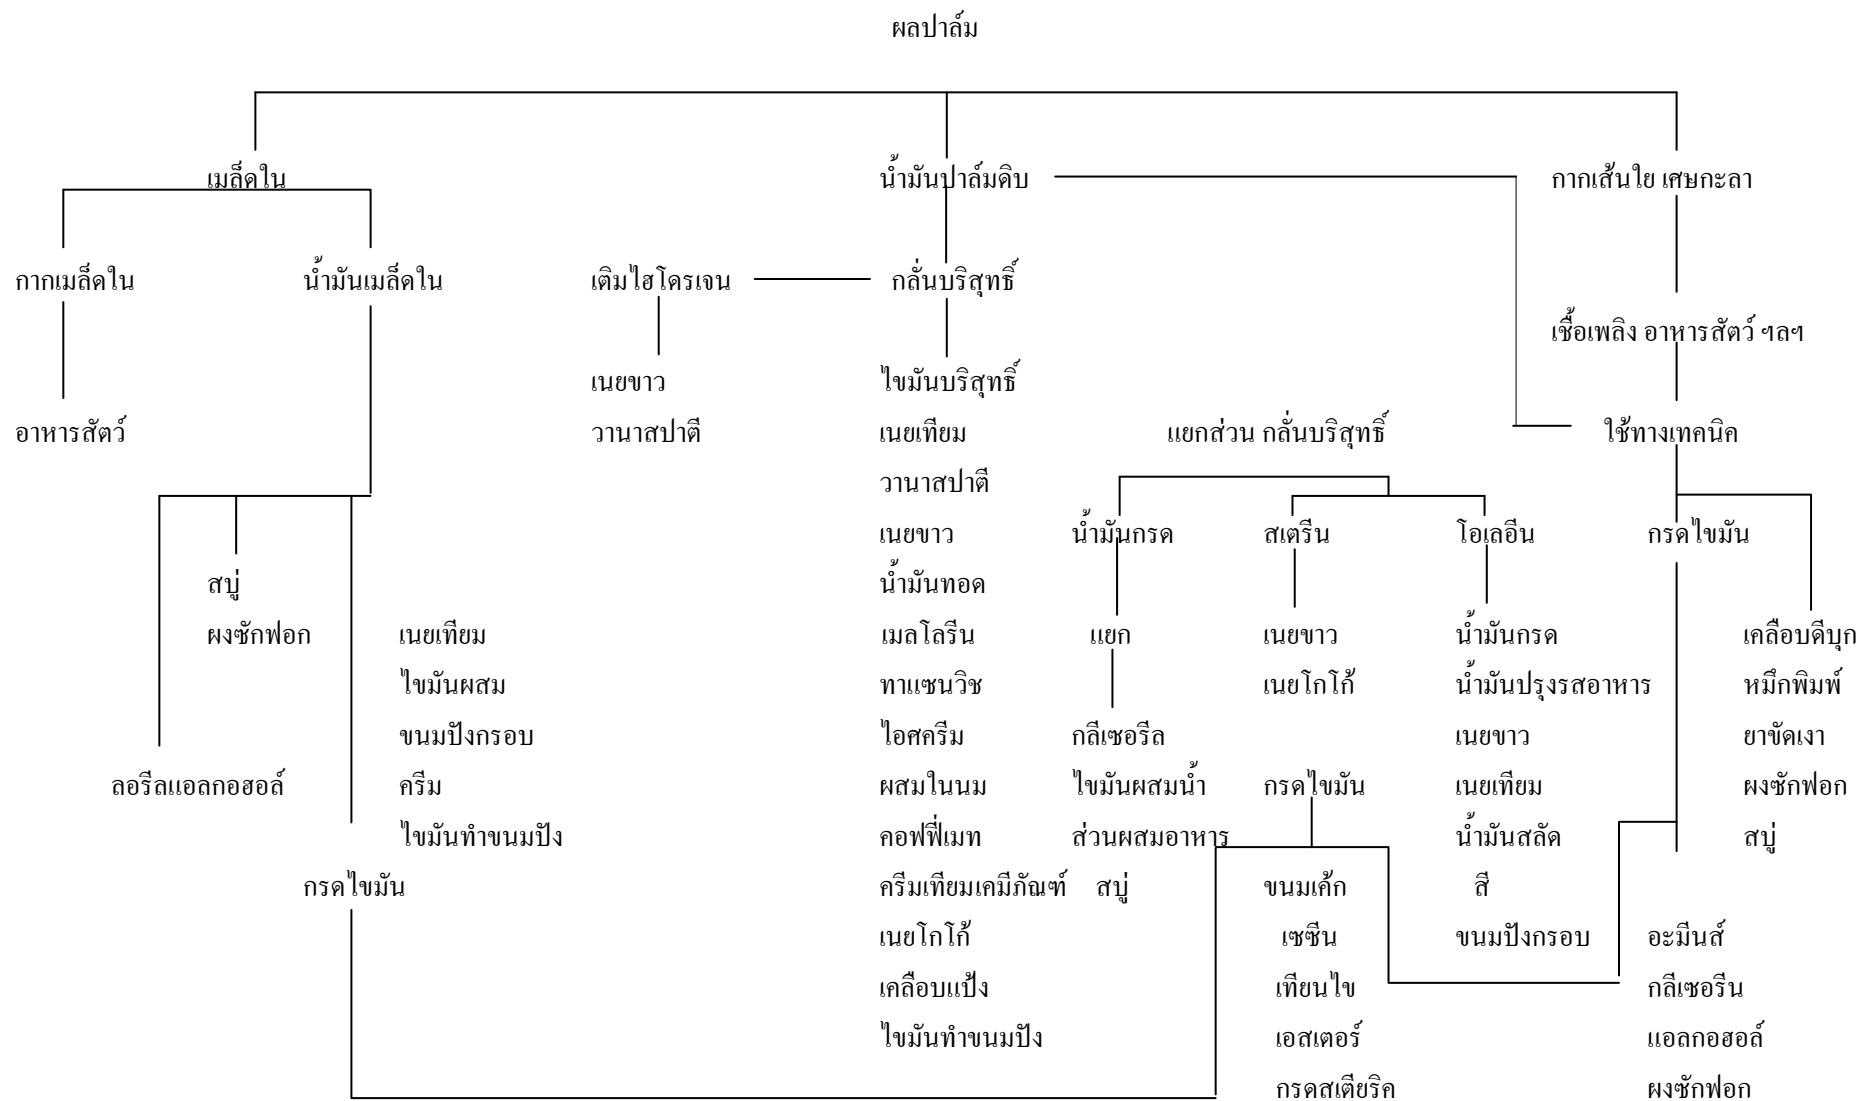 ผลปาล์ม
เมล็ดใน
น้ำมันปาล์มดิบ
กากเส้นใย เศษกะลา
กากเมล็ดใน
น้ำมันเมล็ดใน
เติมไฮโดรเจน
กลั่นบริสุทธิ์
เชื้อเพลิง อาหารสัตว์ ฯลฯ
เนยขาว
ไขมันบริสุทธิ์
อาหารสัตว์
วานาสปาตี
เนยเทียม
แยกส่วน กลั่นบริสุทธิ์
ใช้ทางเทคนิค
วานาสปาตี
เนยขาว
น้ำมันกรด
สเตรีน
โอเลอีน
กรดไขมัน
สบู่
น้ำมันทอด
ผงซักฟอก
เนยเทียม
เมลโลรีน
แยก
เนยขาว
น้ำมันกรด
เคลือบดีบุก
ไขมันผสม
ทาแซนวิช
เนยโกโก้
น้ำมันปรุงรสอาหาร
หมึกพิมพ์
ขนมปังกรอบ
ไอศครีม
กลีเซอรีล
เนยขาว
ยาขัดเงา
ลอรีลแอลกอฮอล์
ครีม
ผสมในนม
ไขมันผสมน้ำ
กรดไขมัน
เนยเทียม
ผงซักฟอก
ไขมันทำขนมปัง
คอฟฟี่เมท
ส่วนผสมอาหาร
น้ำมันสลัด
สบู่
กรดไขมัน
ครีมเทียมเคมีภัณฑ์
สบู่
ขนมเค้ก
สี
เนยโกโก้
เซซีน
ขนมปังกรอบ
อะมีนส์
เคลือบแป้ง
เทียนไข
กลีเซอรีน
ไขมันทำขนมปัง
เอสเตอร์
แอลกอฮอล์
กรดสเตียริค
ผงซักฟอก